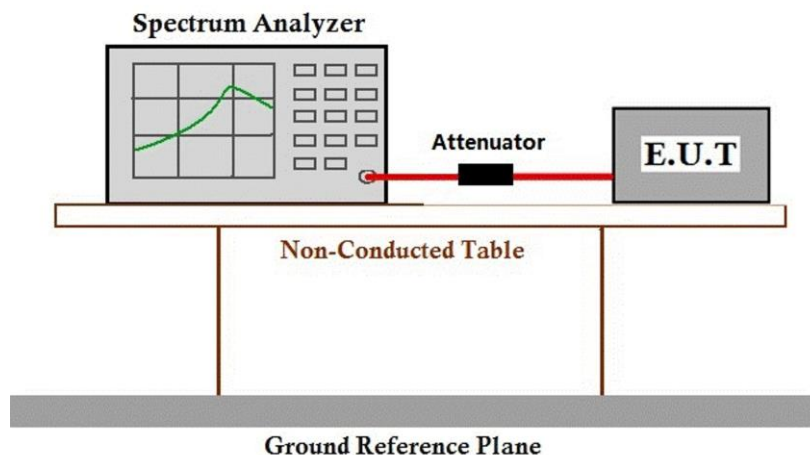 Spectrum Analyzer
Attenuator
E.U.T
Non-Conducted Table
Ground Reference Plane